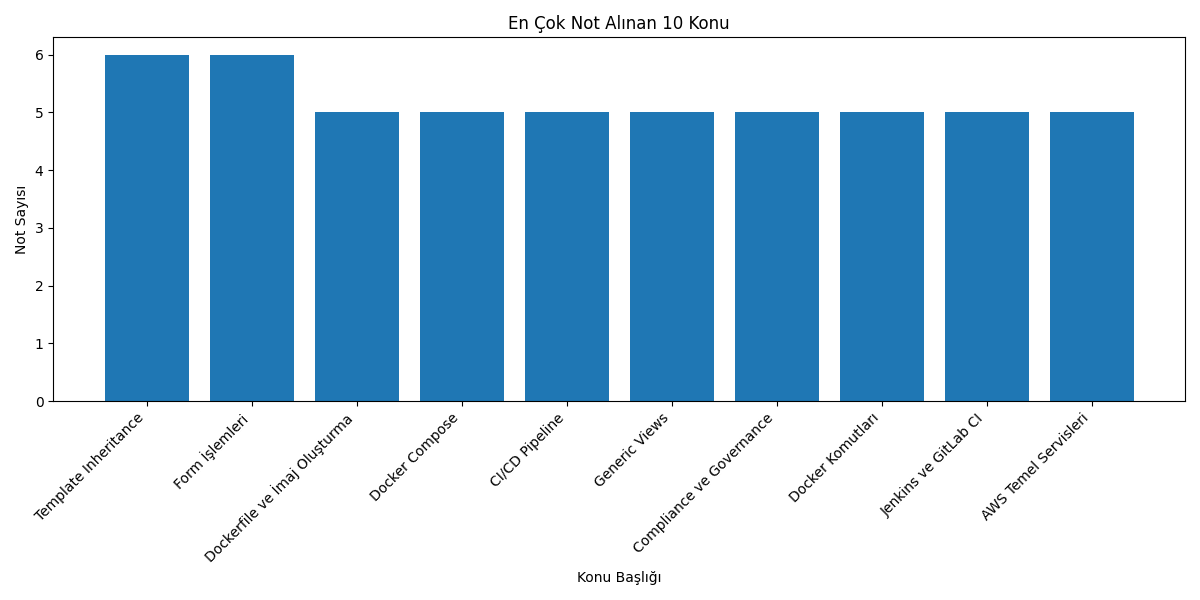 En Çok Not Alınan 10 Konu
Not Sayısı
6
5
4
3
2
1
0
Template Inheritance
Form İşlemleri
Dockerfile ve İmaj Oluşturma
Docker Compose
CI/CD Pipeline
Generic Views
Compliance ve Governance
Docker Komutları
Jenkins ve GitLab CI
AWS Temel Servisleri
Konu Başlığı